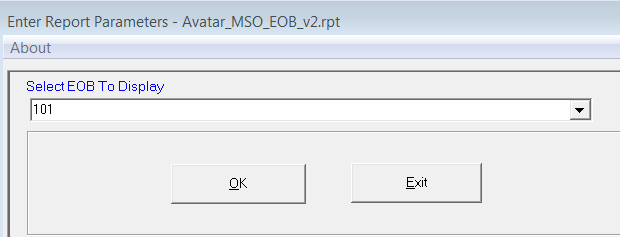 Enter Report Parameters - Avatar_MSO_EOB_v2.rpt
About
Select EOB To Display
101
OK
Exit